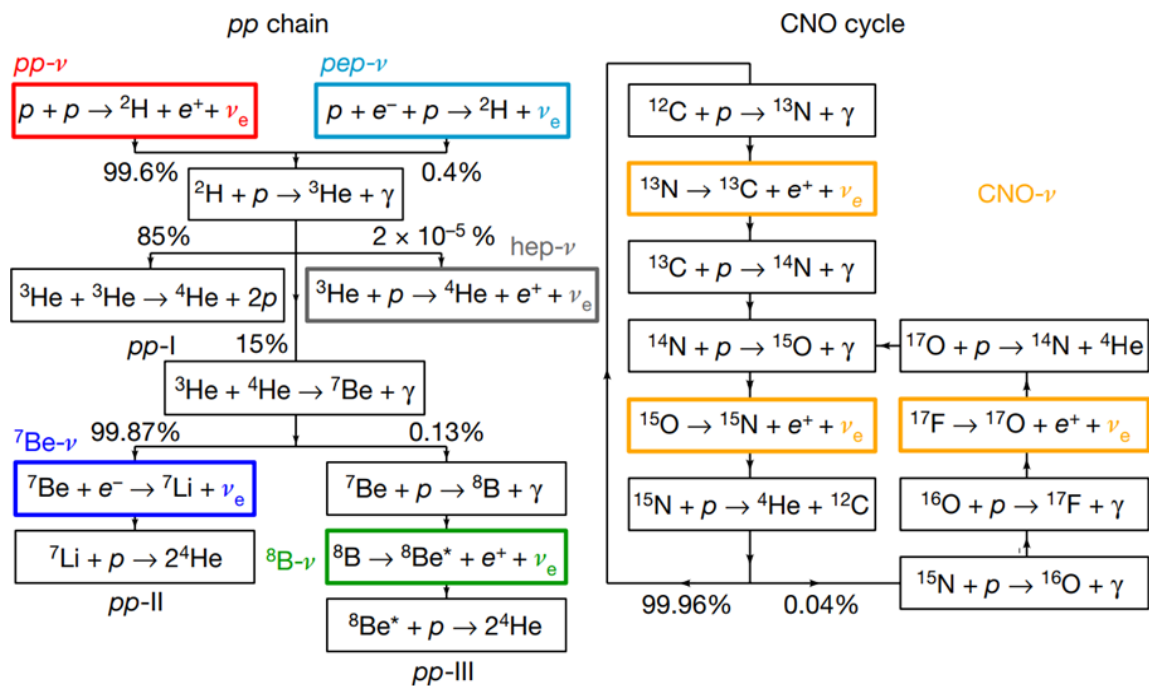 pp chain
pp-ν
pep-ν
p + p → ²H + e⁺ + νₑ
p + e⁻ + p → ²H + νₑ
99.6%
0.4%
²H + p → ³He + γ
85%
2 × 10⁻⁵ %
hep-ν
³He + ³He → ⁴He + 2p
³He + p → ⁴He + e⁺ + νₑ
pp-I
15%
³He + ⁴He → ⁷Be + γ
⁷Be-ν
99.87%
0.13%
⁷Be + e⁻ → ⁷Li + νₑ
⁷Be + p → ⁸B + γ
⁷Li + p → 2⁴He
⁸B-ν
⁸B → ⁸Be* + e⁺ + νₑ
pp-II
⁸Be* + p → 2⁴He
pp-III
CNO cycle
¹²C + p → ¹³N + γ
¹³N → ¹³C + e⁺ + νₑ
CNO-ν
¹³C + p → ¹⁴N + γ
¹⁴N + p → ¹⁵O + γ
¹⁷O + p → ¹⁴N + ⁴He
¹⁵O → ¹⁵N + e⁺ + νₑ
¹⁷F → ¹⁷O + e⁺ + νₑ
¹⁵N + p → ⁴He + ¹²C
¹⁶O + p → ¹⁷F + γ
99.96%
0.04%
¹⁵N + p → ¹⁶O + γ